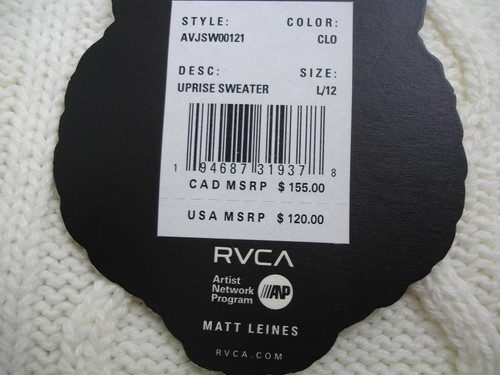 STYLE: COLOR:
AVJSW00121 CLO
DESC: SIZE:
UPRISE SWEATER L/12
1 94687 31937 8
CAD MSRP $ 155.00
USA MSRP $ 120.00
RVCA
Artist
Network
Program
ANP
MATT LEINES
RVCA.COM